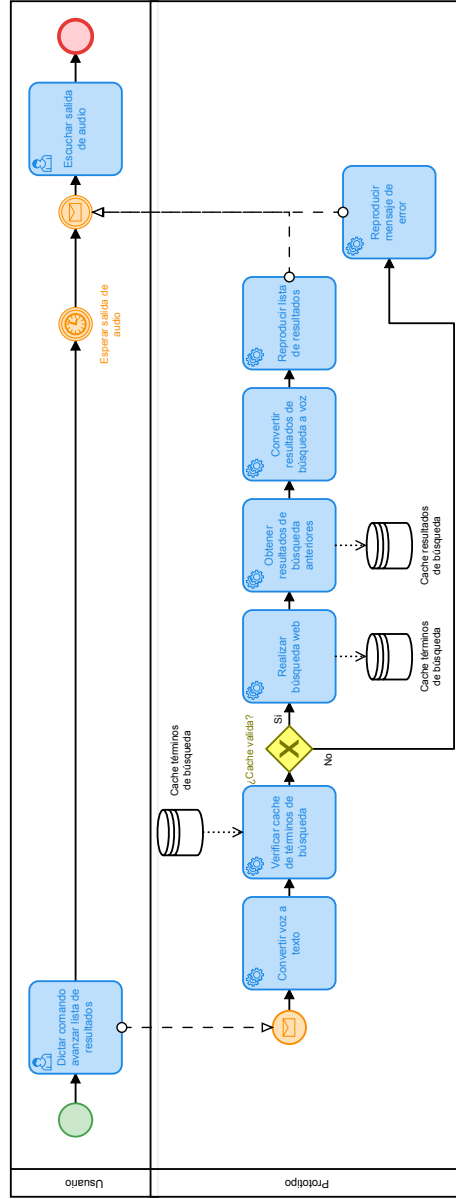 Usuario
Dictar comando
avanzar lista de
resultados
Esperar salida de
audio
Escuchar salida
de audio
Prototipo
Convertir voz a
texto
Verificar cache
de términos de
búsqueda
Cache términos
de búsqueda
¿Cache valida?
Sí
No
Realizar
búsqueda web
Cache términos
de búsqueda
Obtener
resultados de
búsqueda
anteriores
Cache resultados
de búsqueda
Convertir
resultados de
búsqueda a voz
Reproducir lista
de resultados
Reproducir
mensaje de
error